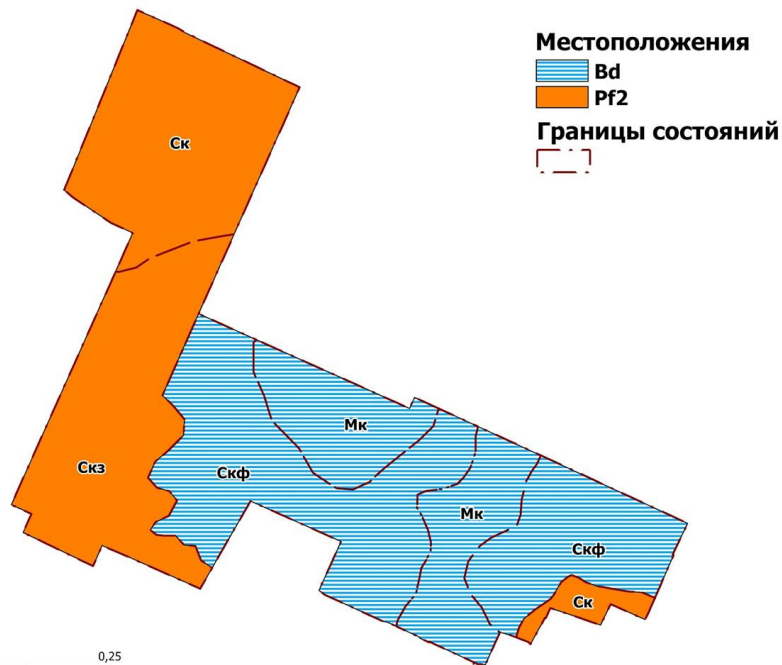 Местоположения
Bd
Pf2
Границы состояний
Ск
Мк
Скз
Скф
Мк
Скф
Ск
0,25